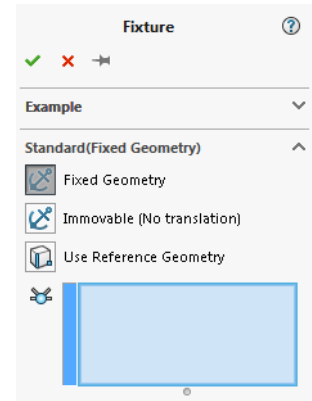 Fixture
Example
Standard(Fixed Geometry)
Fixed Geometry
Immovable (No translation)
Use Reference Geometry